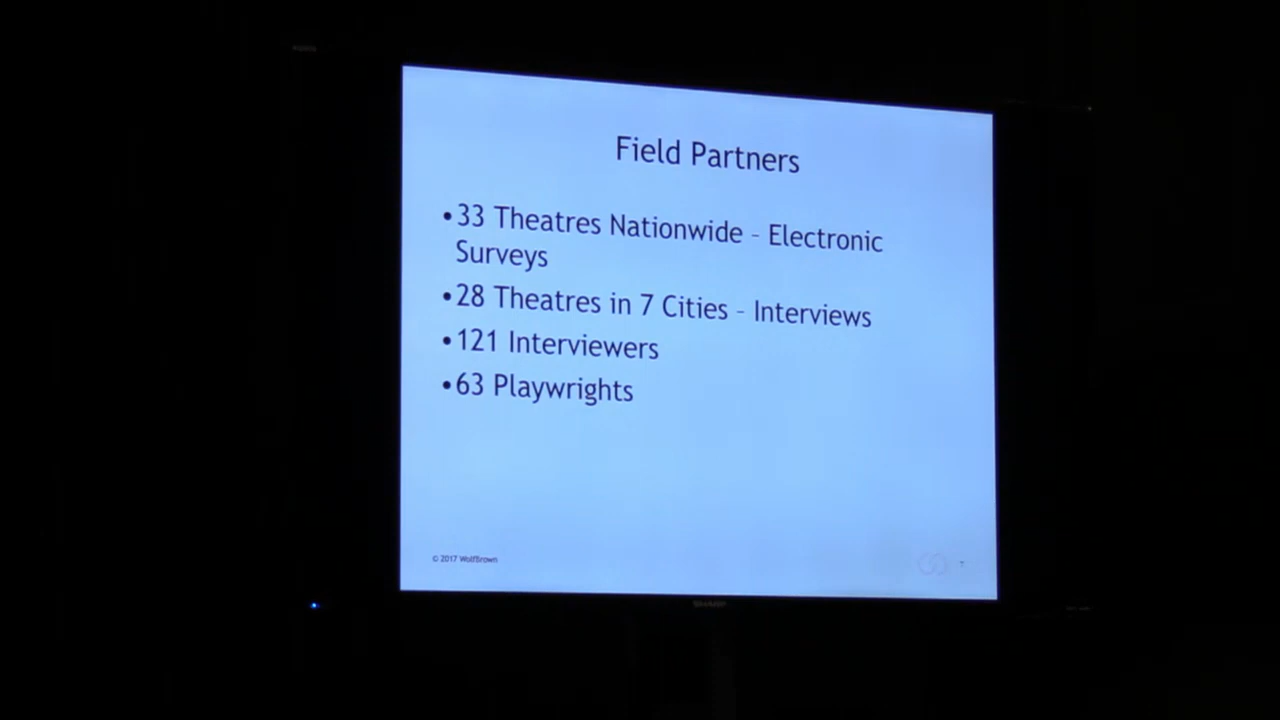 Field Partners
•33 Theatres Nationwide – Electronic
Surveys
•28 Theatres in 7 Cities – Interviews
•121 Interviewers
•63 Playwrights
© 2017 WolfBrown
SHARP